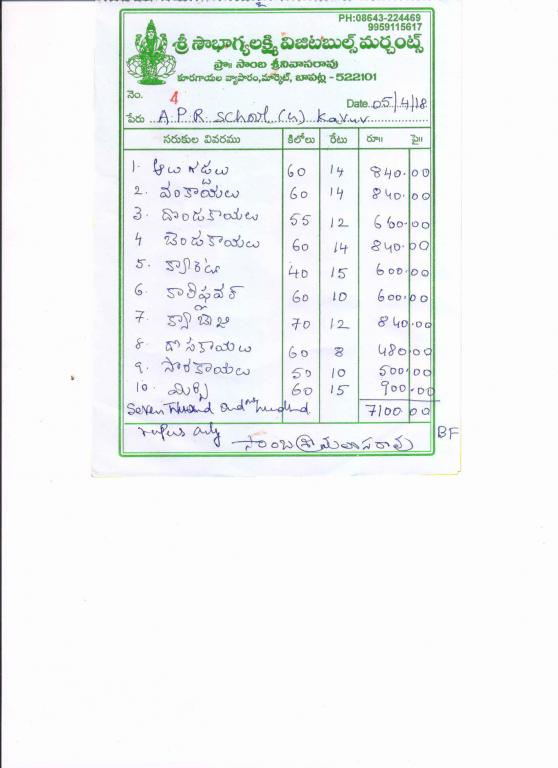 PH:08643-224469
9959115617
శ్రీ సౌభాగ్యలక్ష్మి విజిటబుల్స్ మర్చంట్స్
ప్రొః సాంబ శ్రీనివాసరావు
కూరగాయల వ్యాపారం, మార్కెట్, బాపట్ల - 522101
నెం. 4
Date 05/4/18
పేరు A.P.R. School (G) Kavur
సరుకుల వివరము కిలోలు రేటు రూ॥ పై॥
1. ఆలుగడ్డలు 60 14 840.00
2. వంకాయలు 60 14 840.00
3. దొండకాయలు 55 12 660.00
4 బెండకాయలు 60 14 840.00
5. క్యారెట్ 40 15 600.00
6. కాలీఫ్లవర్ 60 10 600.00
7. క్యాబేజి 70 12 840.00
8. దోసకాయలు 60 8 480.00
9. సొరకాయలు 50 10 500.00
10. మిర్చి 60 15 900.00
Seven Thousand One hundred 7100 00
rupees only
సాంబశ్రీనివాసరావు
BF